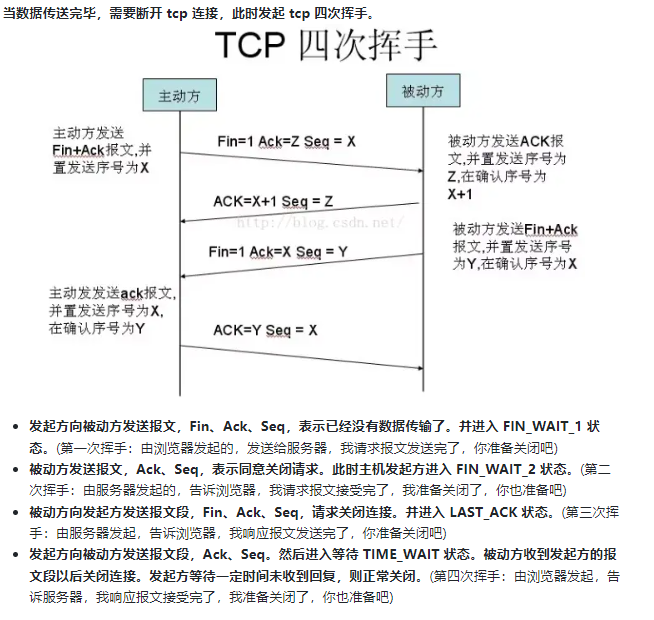 当数据传送完毕，需要断开 tcp 连接，此时发起 tcp 四次挥手。
TCP 四次挥手
主动方
被动方
主动方发送
Fin+Ack报文,并
置发送序号为X
Fin=1 Ack=Z Seq = X
被动方发送ACK报
文,并置发送序号为
Z,在确认序号为
X+1
ACK=X+1 Seq = Z
http://blog.csdn.net/
被动方发送Fin+Ack
报文,并置发送序号
为Y,在确认序号为X
Fin=1 Ack=X Seq = Y
主动发发送ack报文,
并置发送序号为X,
在确认序号为Y
ACK=Y Seq = X
• 发起方向被动方发送报文，Fin、Ack、Seq，表示已经没有数据传输了。并进入 FIN_WAIT_1 状
态。(第一次挥手：由浏览器发起的，发送给服务器，我请求报文发送完了，你准备关闭吧)
• 被动方发送报文，Ack、Seq，表示同意关闭请求。此时主机发起方进入 FIN_WAIT_2 状态。(第二
次挥手：由服务器发起的，告诉浏览器，我请求报文接受完了，我准备关闭了，你也准备吧)
• 被动方向发起方发送报文段，Fin、Ack、Seq，请求关闭连接。并进入 LAST_ACK 状态。(第三次挥
手：由服务器发起，告诉浏览器，我响应报文发送完了，你准备关闭吧)
• 发起方向被动方发送报文段，Ack、Seq。然后进入等待 TIME_WAIT 状态。被动方收到发起方的报
文段以后关闭连接。发起方等待一定时间未收到回复，则正常关闭。(第四次挥手：由浏览器发起，告
诉服务器，我响应报文接受完了，我准备关闭了，你也准备吧)